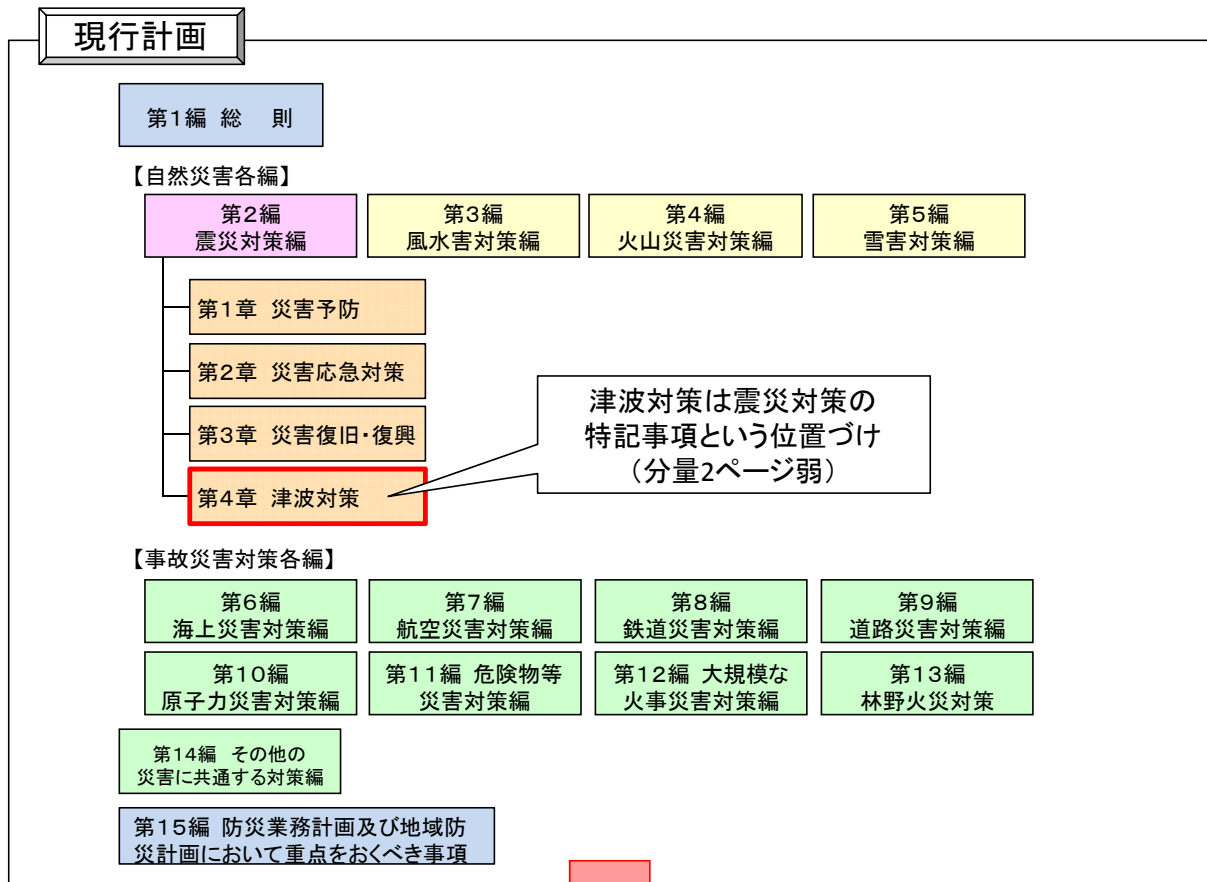 現行計画
第1編 総　則
【自然災害各編】
第2編
震災対策編
第3編
風水害対策編
第4編
火山災害対策編
第5編
雪害対策編
第1章 災害予防
第2章 災害応急対策
第3章 災害復旧・復興
第4章 津波対策
津波対策は震災対策の
特記事項という位置づけ
（分量2ページ弱）
【事故災害対策各編】
第6編
海上災害対策編
第7編
航空災害対策編
第8編
鉄道災害対策編
第9編
道路災害対策編
第10編
原子力災害対策編
第11編 危険物等
災害対策編
第12編 大規模な
火事災害対策編
第13編
林野火災対策
第14編 その他の
災害に共通する対策編
第15編 防災業務計画及び地域防
災計画において重点をおくべき事項